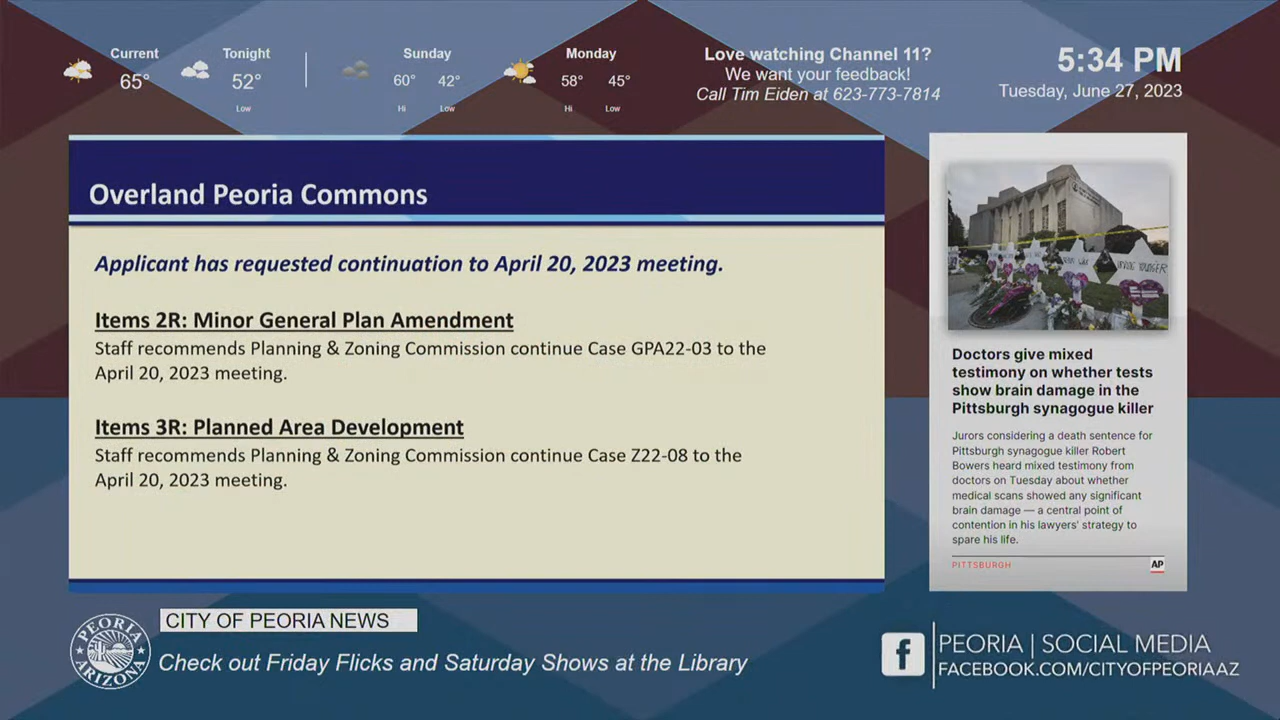 Current
65°
Tonight
52°
Low
Sunday
60° 42°
Hi Low
Monday
58° 45°
Hi Low
Love watching Channel 11?
We want your feedback!
Call Tim Eiden at 623-773-7814
5:34 PM
Tuesday, June 27, 2023
Overland Peoria Commons
Applicant has requested continuation to April 20, 2023 meeting.
Items 2R: Minor General Plan Amendment
Staff recommends Planning & Zoning Commission continue Case GPA22-03 to the
April 20, 2023 meeting.
Items 3R: Planned Area Development
Staff recommends Planning & Zoning Commission continue Case Z22-08 to the
April 20, 2023 meeting.
Doctors give mixed
testimony on whether tests
show brain damage in the
Pittsburgh synagogue killer
Jurors considering a death sentence for
Pittsburgh synagogue killer Robert
Bowers heard mixed testimony from
doctors on Tuesday about whether
medical scans showed any significant
brain damage — a central point of
contention in his lawyers' strategy to
spare his life.
PITTSBURGH
AP
PEORIA
ARIZONA
CITY OF PEORIA NEWS
Check out Friday Flicks and Saturday Shows at the Library
f
PEORIA | SOCIAL MEDIA
FACEBOOK.COM/CITYOFPEORIAAZ